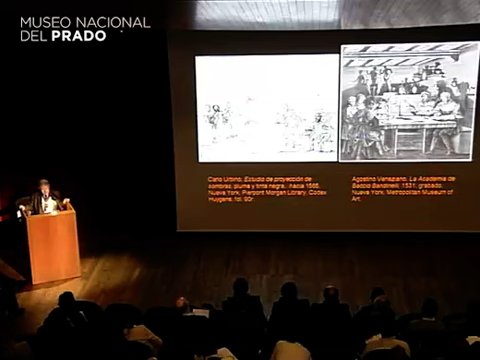 MUSEO NACIONAL
DEL PRADO
Carlo Urbino, Estudio de proyección de
sombras, pluma y tinta negra, hacia 1565,
Nueva York, Pierpont Morgan Library, Codex
Huygens, fol. 90r.
Agostino Veneziano, La Academia de
Baccio Bandinelli, 1531, grabado,
Nueva York, Metropolitan Museum of
Art.